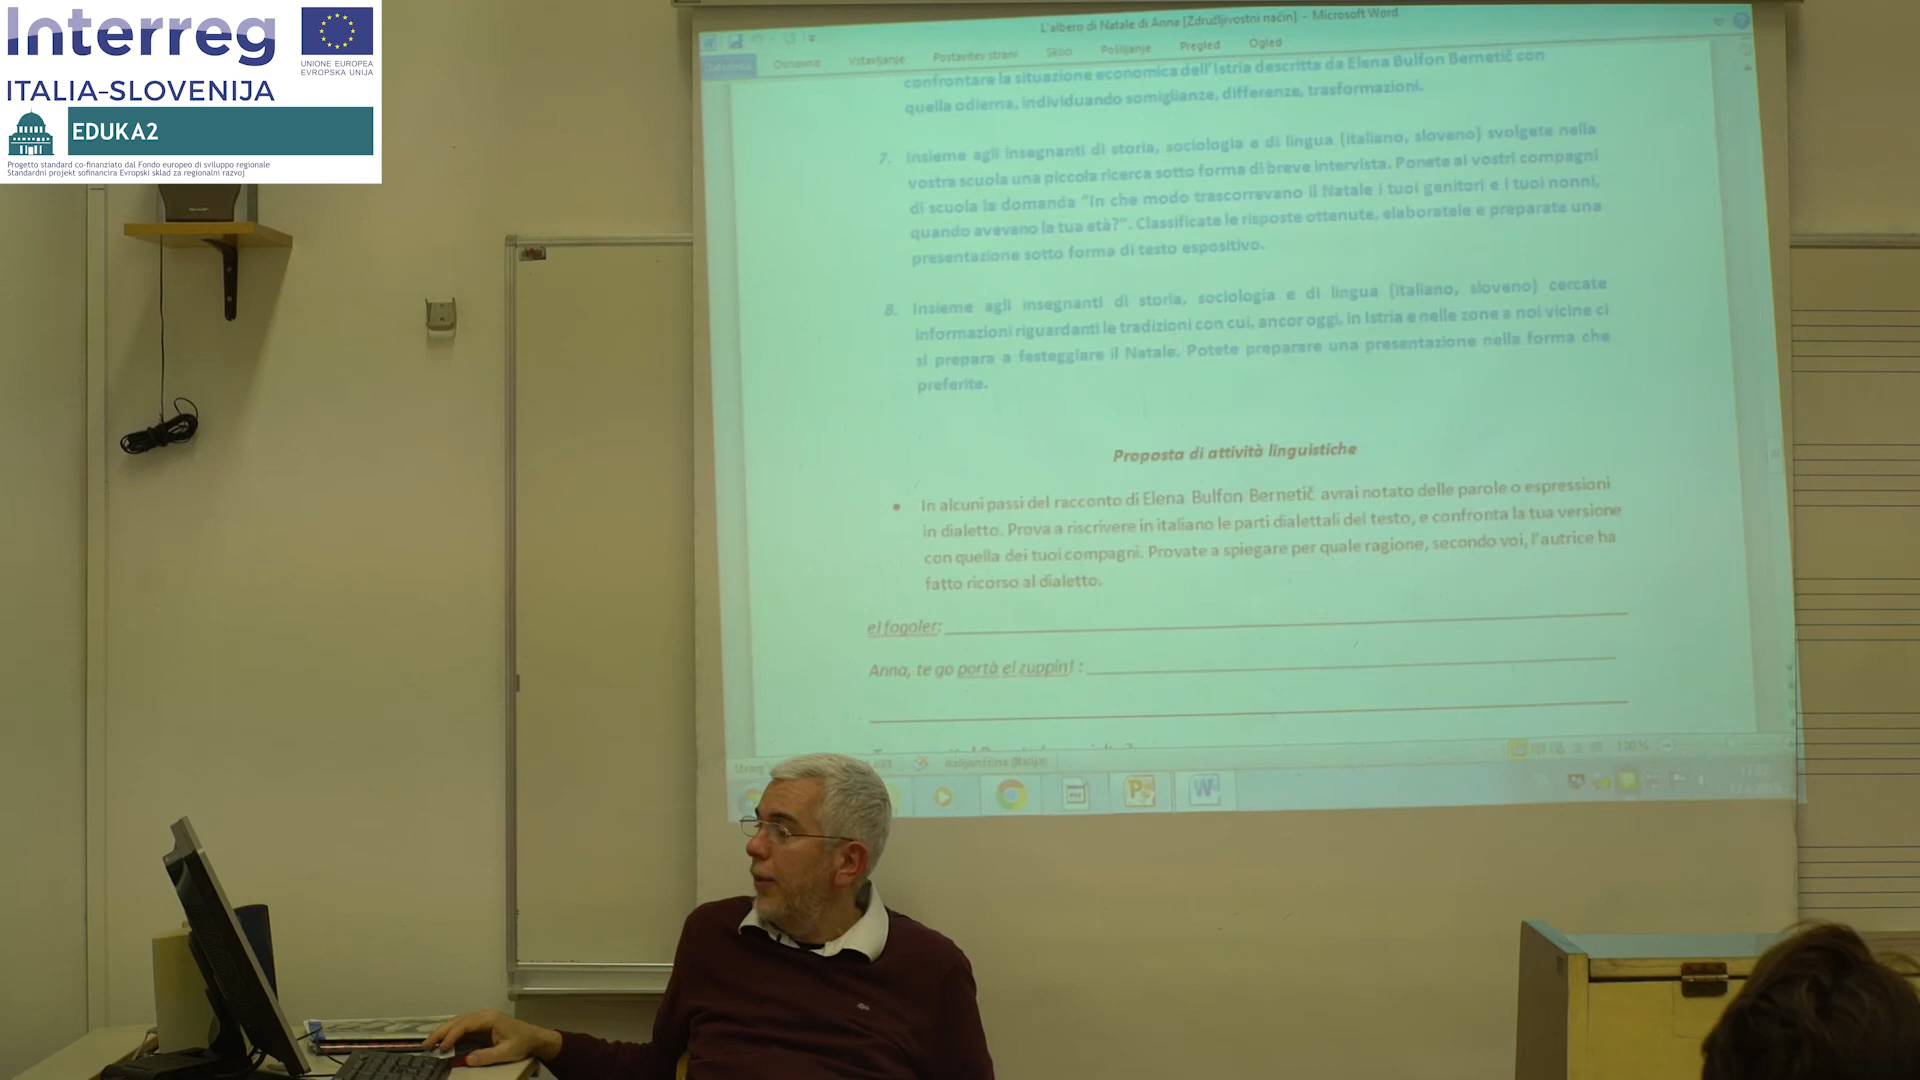 Interreg
UNIONE EUROPEA
EVROPSKA UNIJA
ITALIA-SLOVENIJA
EDUKA2
Progetto standard co-finanziato dal Fondo europeo di sviluppo regionale
Standardni projekt sofinancira Evropski sklad za regionalni razvoj
L'albero di Natale di Anna [Združljivostni način] - Microsoft Word
Osnovno Vstavljanje Postavitev strani Sklici Pošiljanje Pregled Ogled
confrontare la situazione economica dell'Istria descritta da Elena Bulfon Bernetič con
quella odierna, individuando somiglianze, differenze, trasformazioni.
7. Insieme agli insegnanti di storia, sociologia e di lingua (italiano, sloveno) svolgete nella
vostra scuola una piccola ricerca sotto forma di breve intervista. Ponete ai vostri compagni
di scuola la domanda "In che modo trascorrevano il Natale i tuoi genitori e i tuoi nonni,
quando avevano la tua età?". Classificate le risposte ottenute, elaboratele e preparate una
presentazione sotto forma di testo espositivo.
8. Insieme agli insegnanti di storia, sociologia e di lingua (italiano, sloveno) cercate
informazioni riguardanti le tradizioni con cui, ancor oggi, in Istria e nelle zone a noi vicine ci
si prepara a festeggiare il Natale. Potete preparare una presentazione nella forma che
preferite.
Proposta di attività linguistiche
• In alcuni passi del racconto di Elena Bulfon Bernetič avrai notato delle parole o espressioni
in dialetto. Prova a riscrivere in italiano le parti dialettali del testo, e confronta la tua versione
con quella dei tuoi compagni. Provate a spiegare per quale ragione, secondo voi, l'autrice ha
fatto ricorso al dialetto.
el fogoler:
Anna, te go portà el zuppin! :
Italijanščina (Italija)
130 %